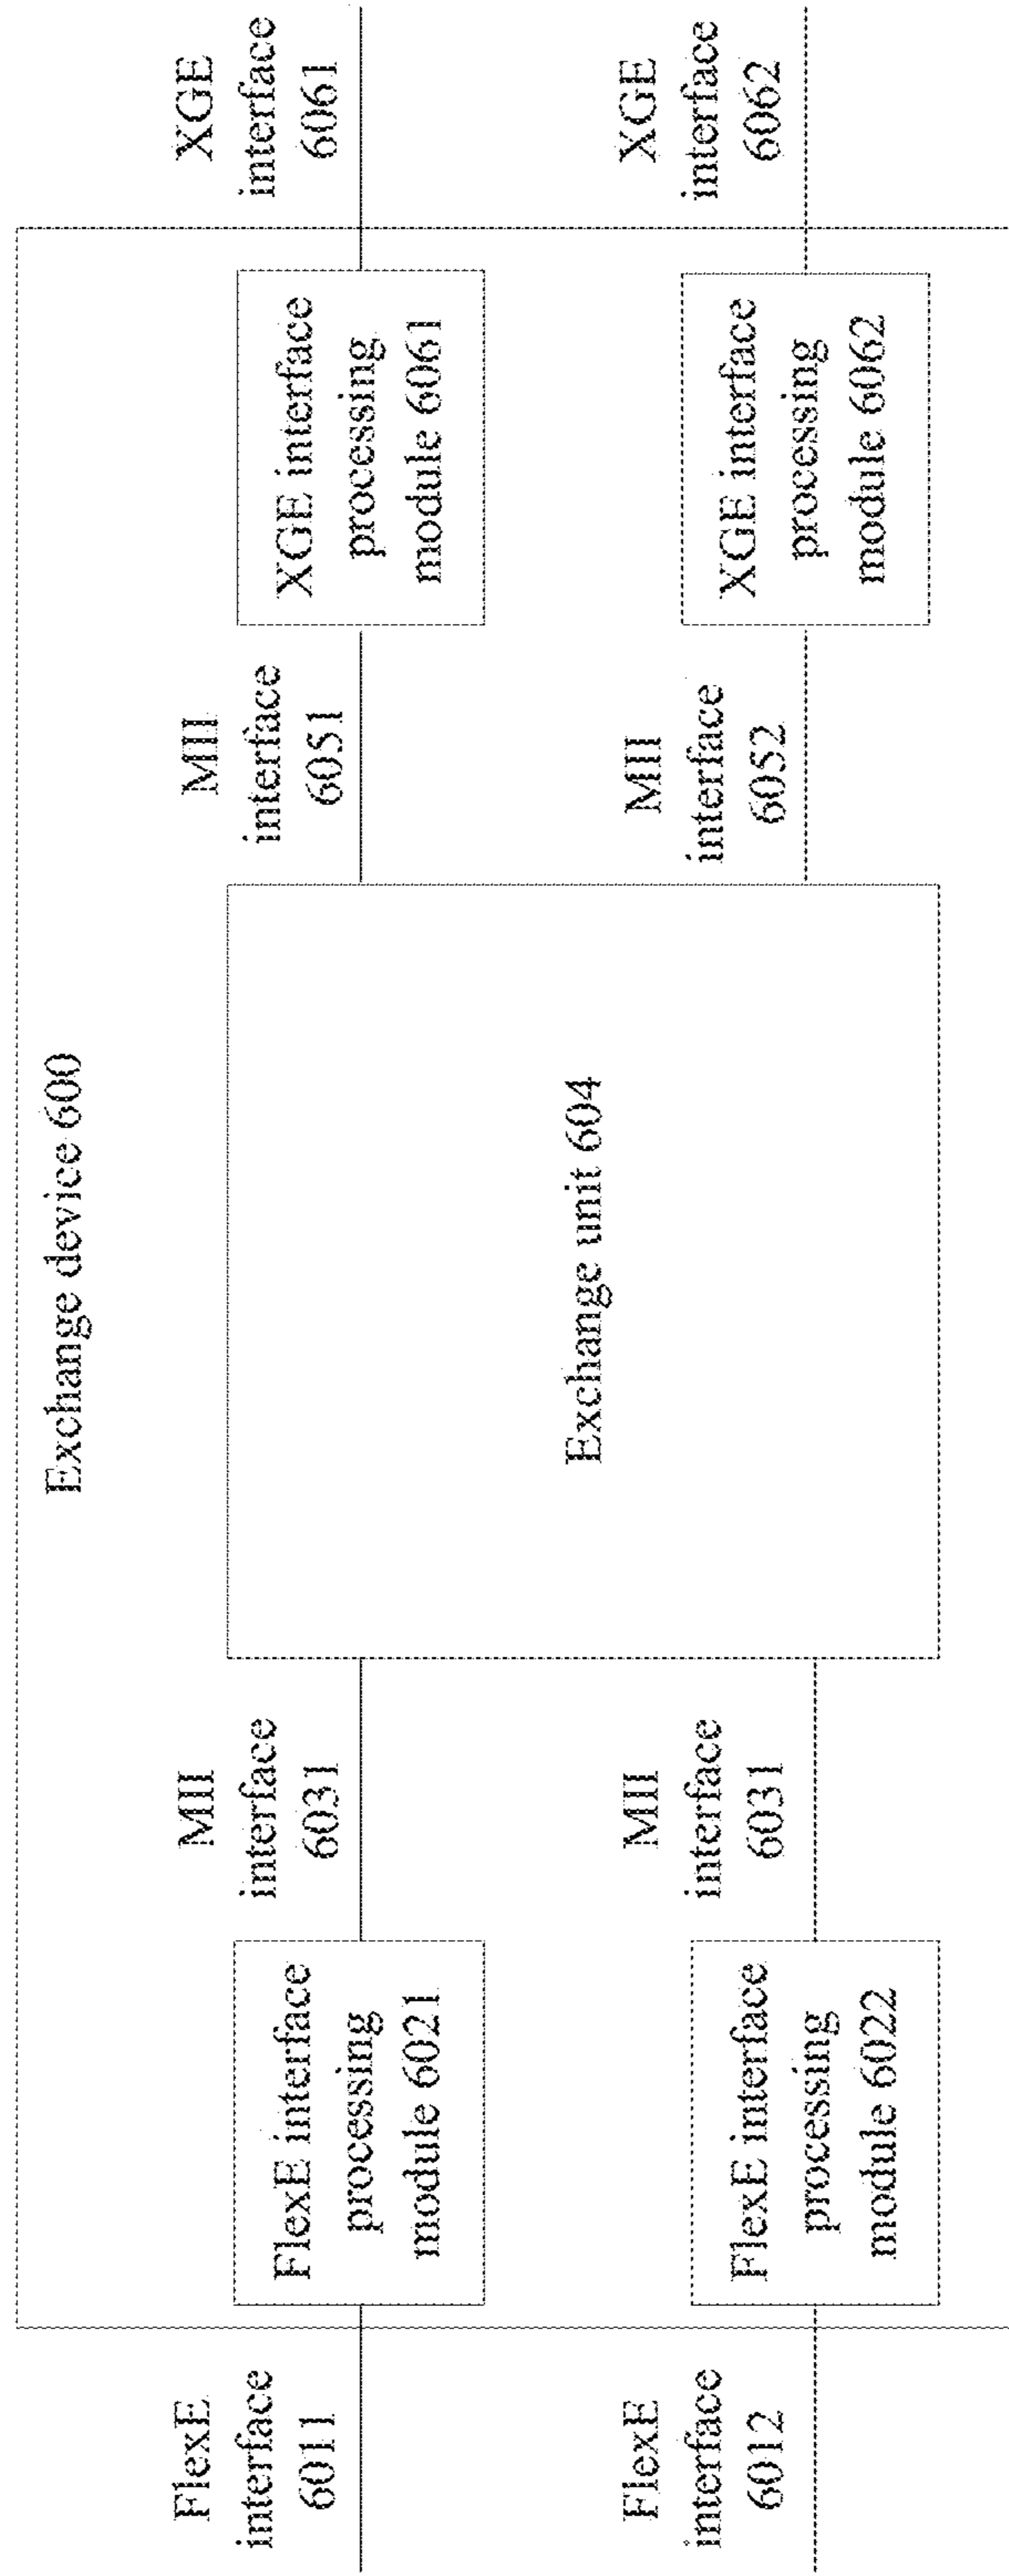 Exchange device 600
FlexE
interface
6011
FlexE interface
processing
module 6021
MII
interface
6031
Exchange unit 604
MII
interface
6051
XGE interface
processing
module 6061
XGE
interface
6061
FlexE
interface
6012
FlexE interface
processing
module 6022
MII
interface
6031
MII
interface
6052
XGE interface
processing
module 6062
XGE
interface
6062